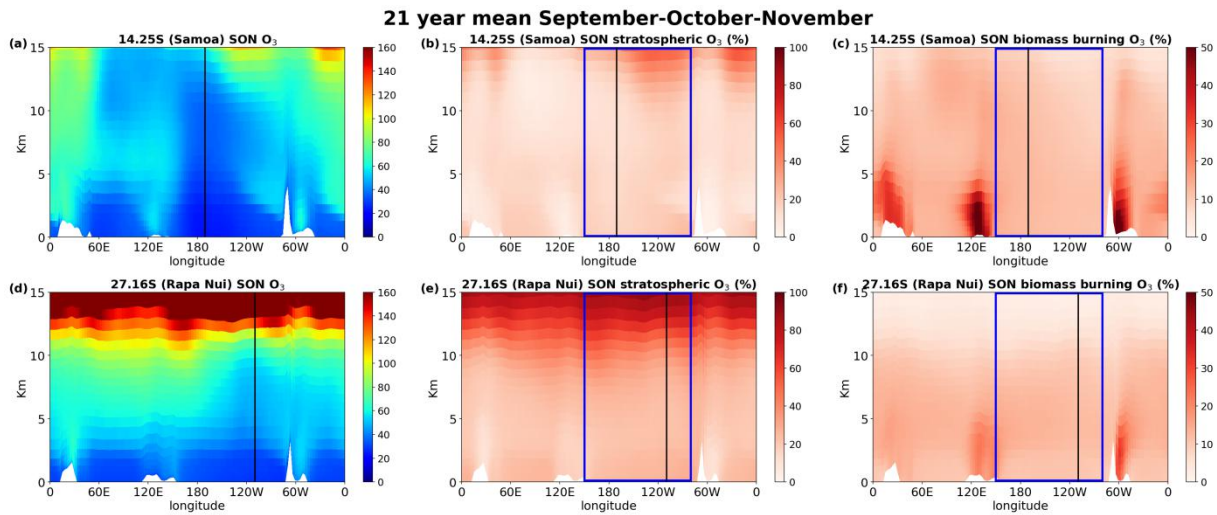 21 year mean September-October-November
(a) 14.25S (Samoa) SON O₃
15
10
5
0
Km
0 60E 120E 180 120W 60W 0
longitude
160
140
120
100
80
60
40
20
0
(b) 14.25S (Samoa) SON stratospheric O₃ (%)
15
10
5
0
Km
0 60E 120E 180 120W 60W 0
longitude
100
80
60
40
20
0
(c) 14.25S (Samoa) SON biomass burning O₃ (%)
15
10
5
0
Km
0 60E 120E 180 120W 60W 0
longitude
50
40
30
20
10
0
(d) 27.16S (Rapa Nui) SON O₃
15
10
5
0
Km
0 60E 120E 180 120W 60W 0
longitude
160
140
120
100
80
60
40
20
0
(e) 27.16S (Rapa Nui) SON stratospheric O₃ (%)
15
10
5
0
Km
0 60E 120E 180 120W 60W 0
longitude
100
80
60
40
20
0
(f) 27.16S (Rapa Nui) SON biomass burning O₃ (%)
15
10
5
0
Km
0 60E 120E 180 120W 60W 0
longitude
50
40
30
20
10
0